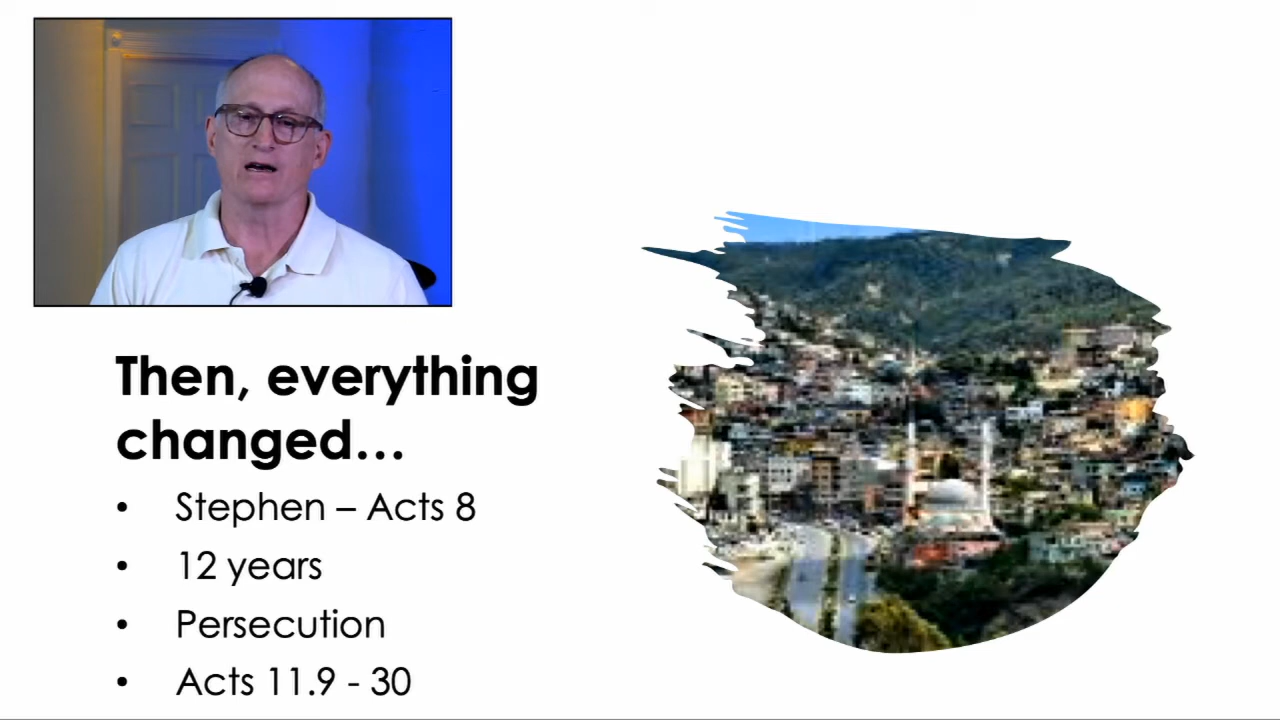 Then, everything
changed…
• Stephen – Acts 8
• 12 years
• Persecution
• Acts 11.9 - 30